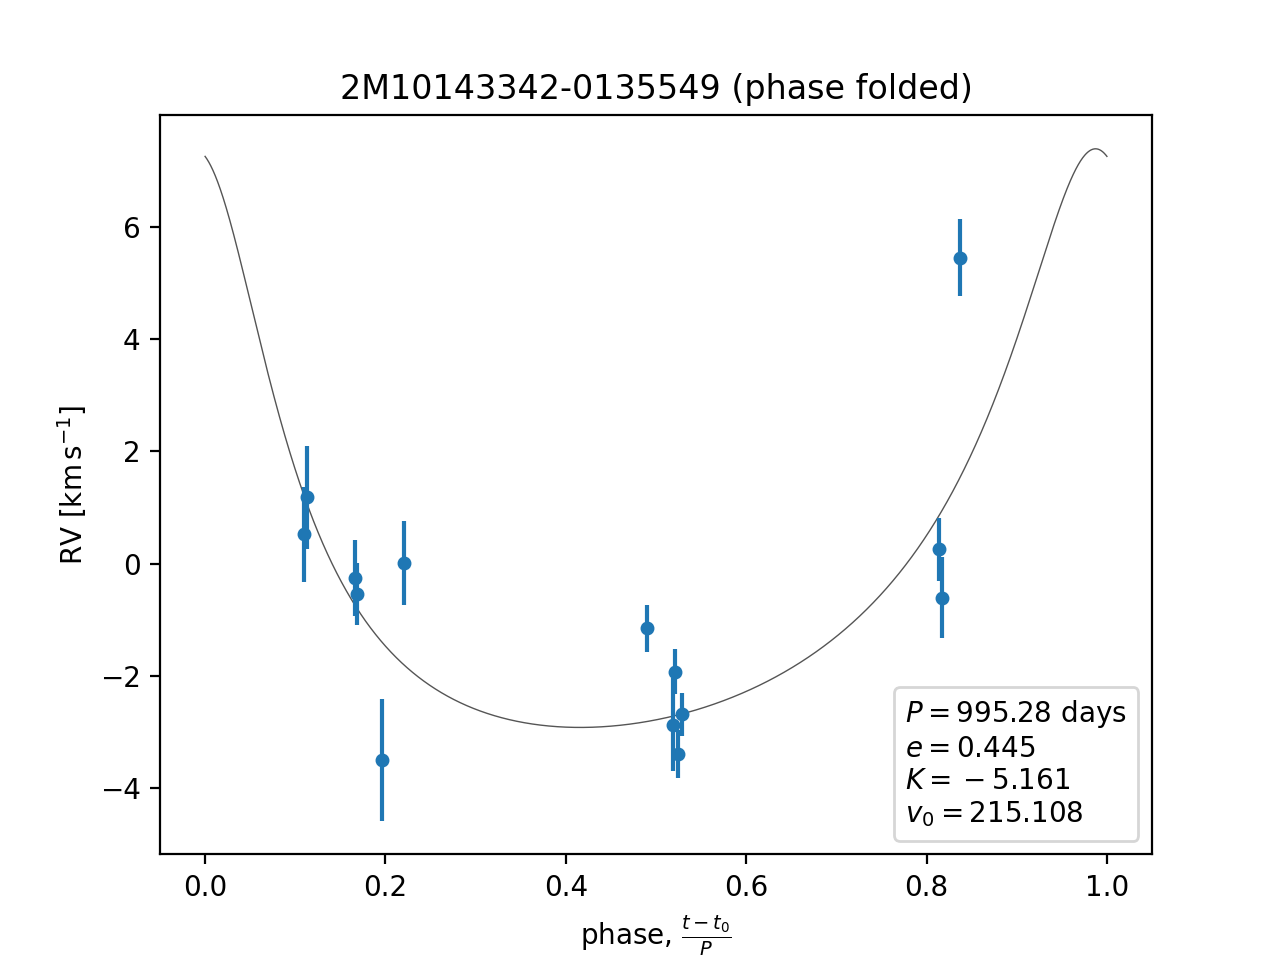 2M10143342-0135549 (phase folded)
RV [km s⁻¹]
6
4
2
0
−2
−4
P = 995.28 days
e = 0.445
K = −5.161
v₀ = 215.108
0.0 0.2 0.4 0.6 0.8 1.0
phase, (t − t₀)/P